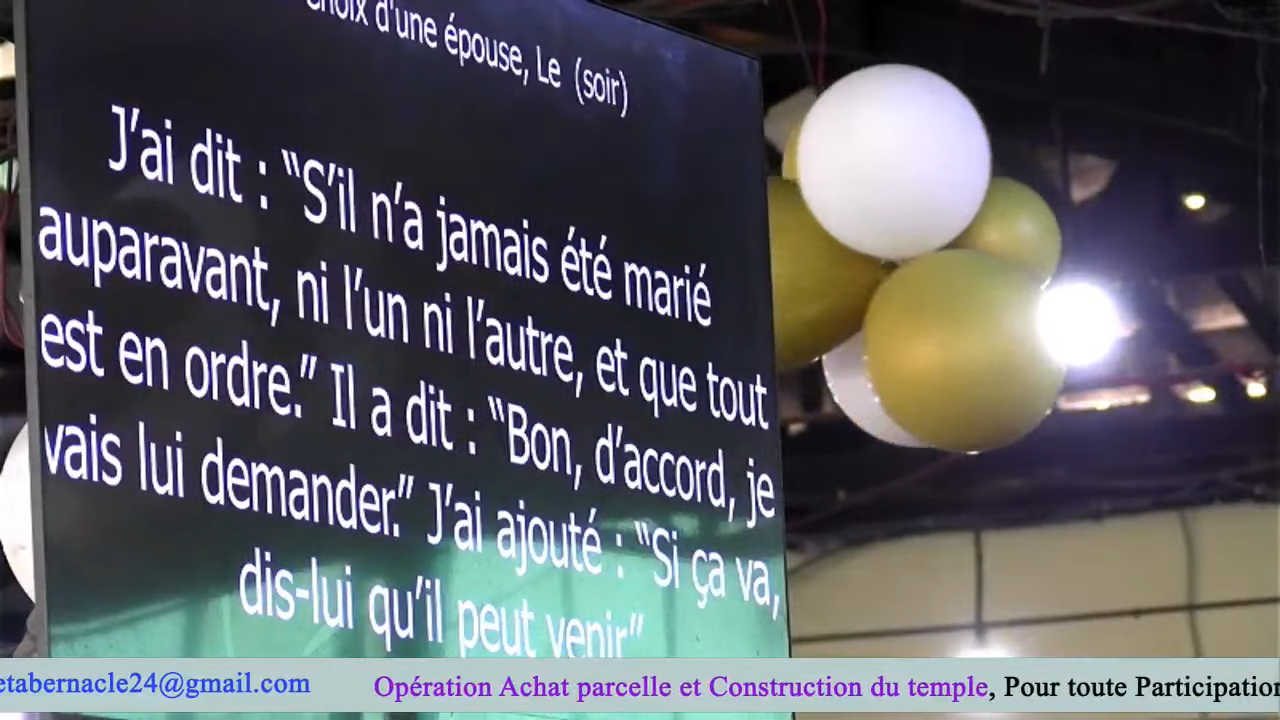 choix d'une épouse, Le (soir)
J'ai dit : “S'il n'a jamais été marié
auparavant, ni l'un ni l'autre, et que tout
est en ordre.” Il a dit : “Bon, d'accord, je
vais lui demander.” J'ai ajouté : “Si ça va,
dis-lui qu'il peut venir”
etabernacle24@gmail.com Opération Achat parcelle et Construction du temple, Pour toute Participation